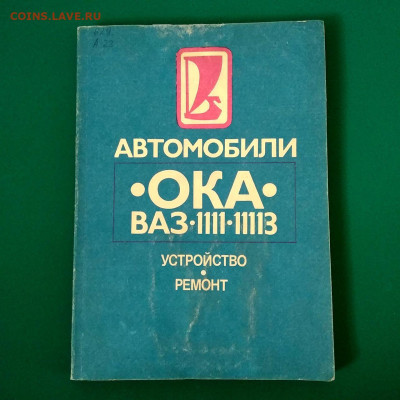 COINS.LAVE.RU
АВТОМОБИЛИ
•ОКА•
ВАЗ•1111•11113
УСТРОЙСТВО
•
РЕМОНТ